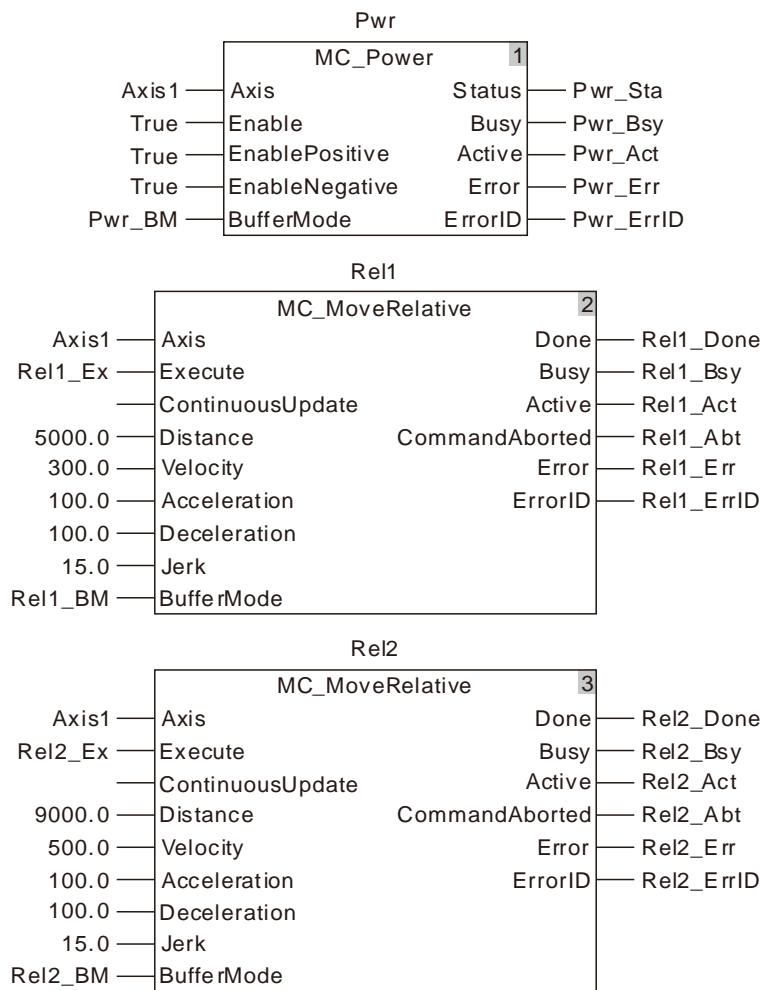 Pwr
MC_Power 1
Axis1 Axis Status Pwr_Sta
True Enable Busy Pwr_Bsy
True EnablePositive Active Pwr_Act
True EnableNegative Error Pwr_Err
Pwr_BM BufferMode ErrorID Pwr_ErrID
Rel1
MC_MoveRelative 2
Axis1 Axis Done Rel1_Done
Rel1_Ex Execute Busy Rel1_Bsy
ContinuousUpdate Active Rel1_Act
5000.0 Distance CommandAborted Rel1_Abt
300.0 Velocity Error Rel1_Err
100.0 Acceleration ErrorID Rel1_ErrID
100.0 Deceleration
15.0 Jerk
Rel1_BM BufferMode
Rel2
MC_MoveRelative 3
Axis1 Axis Done Rel2_Done
Rel2_Ex Execute Busy Rel2_Bsy
ContinuousUpdate Active Rel2_Act
9000.0 Distance CommandAborted Rel2_Abt
500.0 Velocity Error Rel2_Err
100.0 Acceleration ErrorID Rel2_ErrID
100.0 Deceleration
15.0 Jerk
Rel2_BM BufferMode